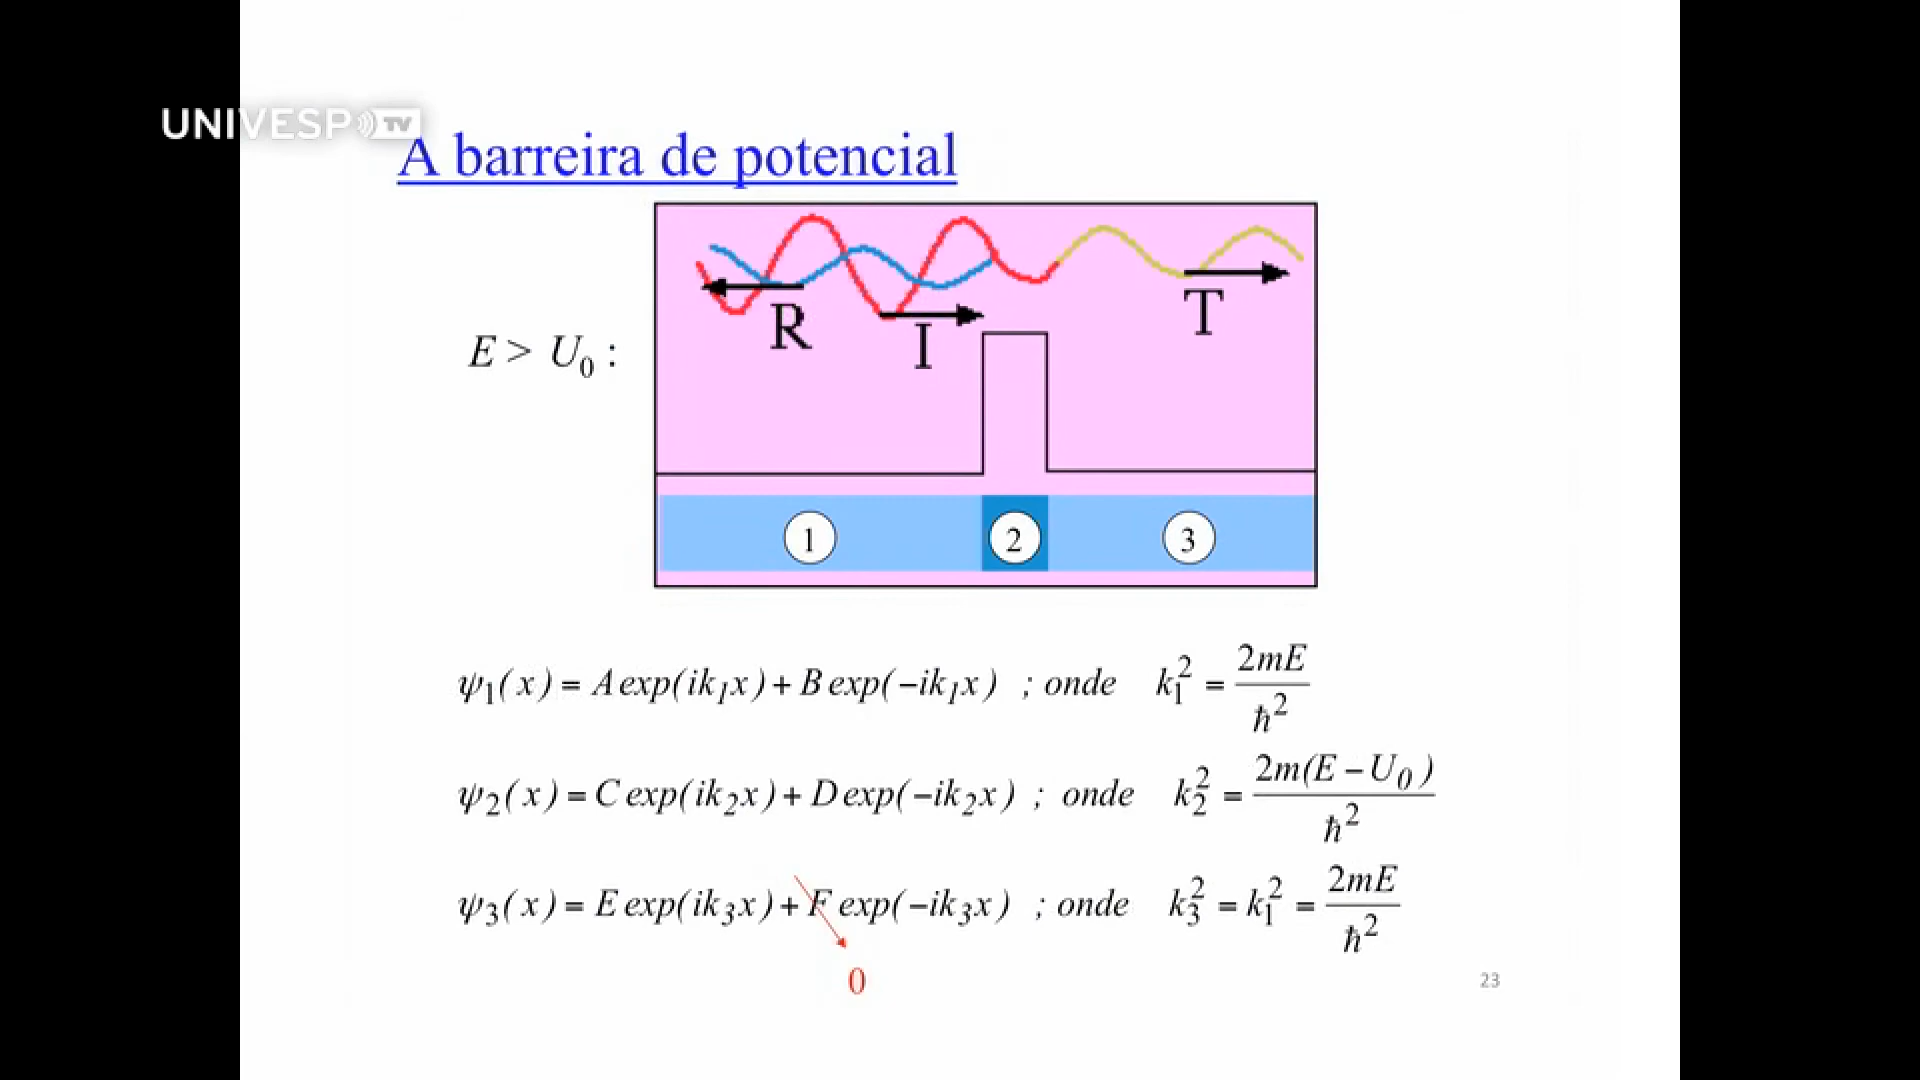 UNIVESP TV
A barreira de potencial
R
I
T
E > U₀ :
1
2
3
ψ₁(x) = A exp(ik₁x) + B exp(−ik₁x) ; onde k₁² = 2mE / ħ²
ψ₂(x) = C exp(ik₂x) + D exp(−ik₂x) ; onde k₂² = 2m(E − U₀) / ħ²
ψ₃(x) = E exp(ik₃x) + F exp(−ik₃x) ; onde k₃² = k₁² = 2mE / ħ²
0
23